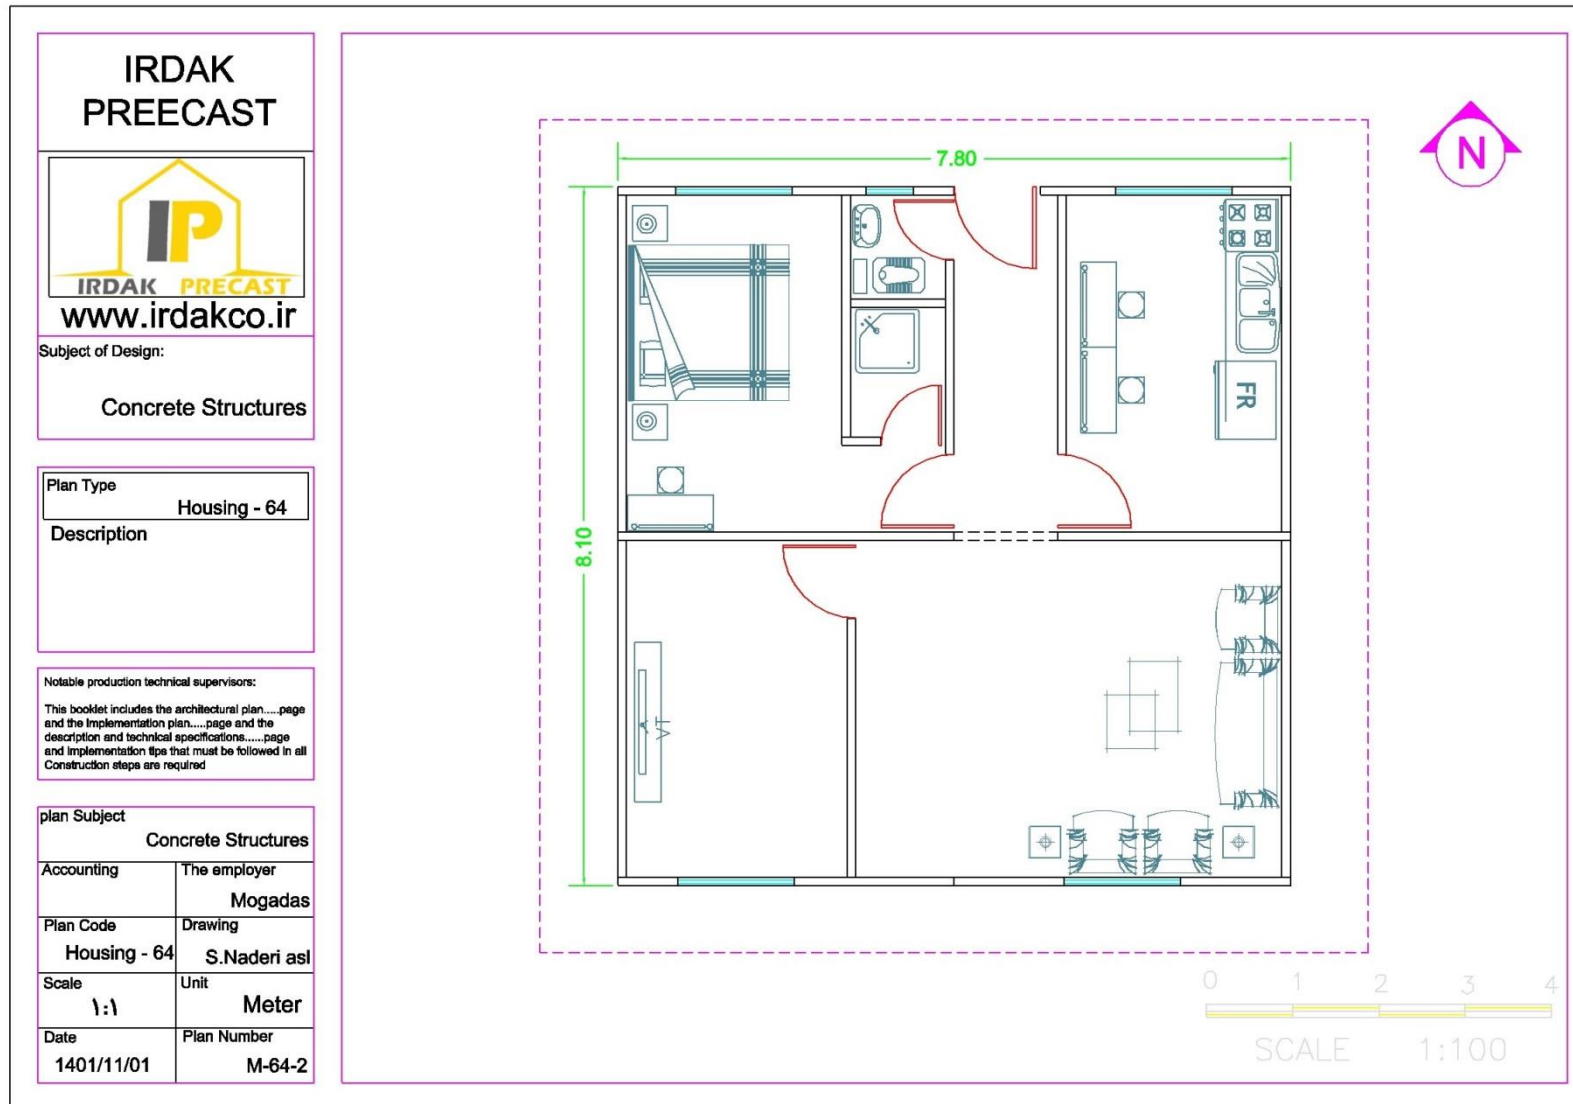 IRDAK
PREECAST
IP
IRDAK PRECAST
www.irdakco.ir
Subject of Design:
Concrete Structures
Plan Type
Housing - 64
Description
Notable production technical supervisors:
This booklet includes the architectural plan.....page
and the Implementation plan.....page and the
description and technical specifications......page
and Implementation tips that must be followed in all
Construction steps are required
plan Subject
Concrete Structures
Accounting
The employer
Mogadas
Plan Code
Housing - 64
Drawing
S.Naderi asl
Scale
۱:۱
Unit
Meter
Date
1401/11/01
Plan Number
M-64-2
7.80
8.10
N
FR
VT
0 1 2 3 4
SCALE 1:100